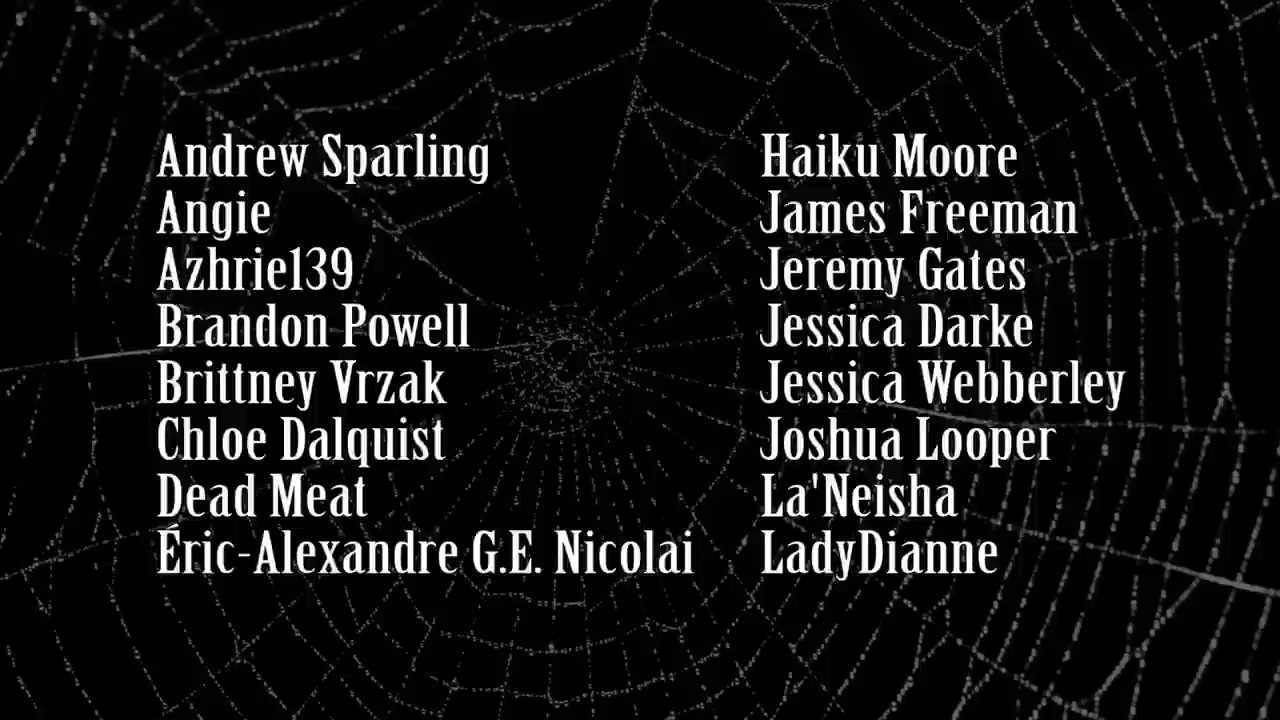 Andrew Sparling
Angie
Azhrie139
Brandon Powell
Brittney Vrzak
Chloe Dalquist
Dead Meat
Éric-Alexandre G.E. Nicolai
Haiku Moore
James Freeman
Jeremy Gates
Jessica Darke
Jessica Webberley
Joshua Looper
La'Neisha
LadyDianne